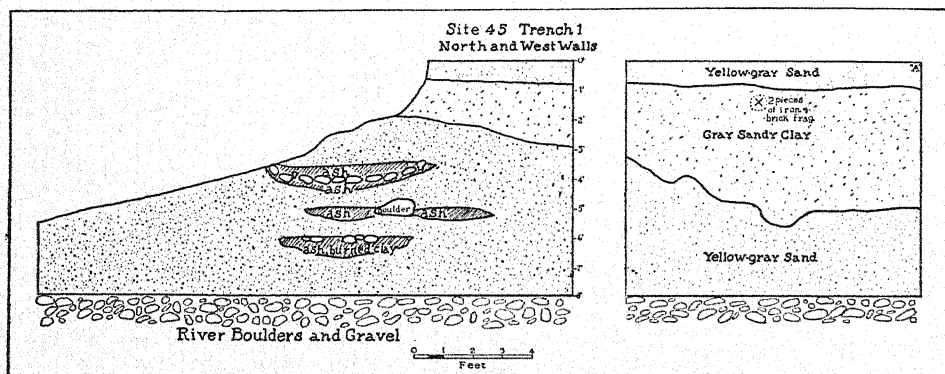 Site 45 Trench 1
North and West Walls
0'
1'
2'
3'
4'
5'
6'
7'
8'
ash
ash
ash
boulder
ash
ash, burned clay
River Boulders and Gravel
0 1 2 3 4
Feet
Yellow-gray Sand
"A"
X 2 pieces
of iron &
brick frag.
Gray Sandy Clay
Yellow-gray Sand